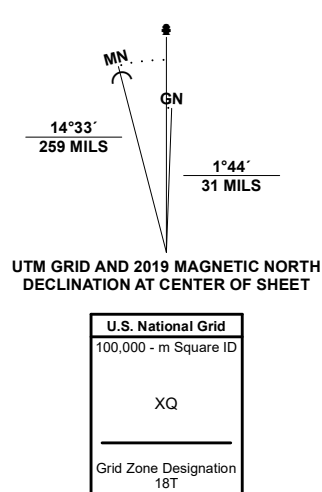 MN
GN
14°33´
259 MILS
1°44´
31 MILS
UTM GRID AND 2019 MAGNETIC NORTH
DECLINATION AT CENTER OF SHEET
U.S. National Grid
100,000 - m Square ID
XQ
Grid Zone Designation
18T